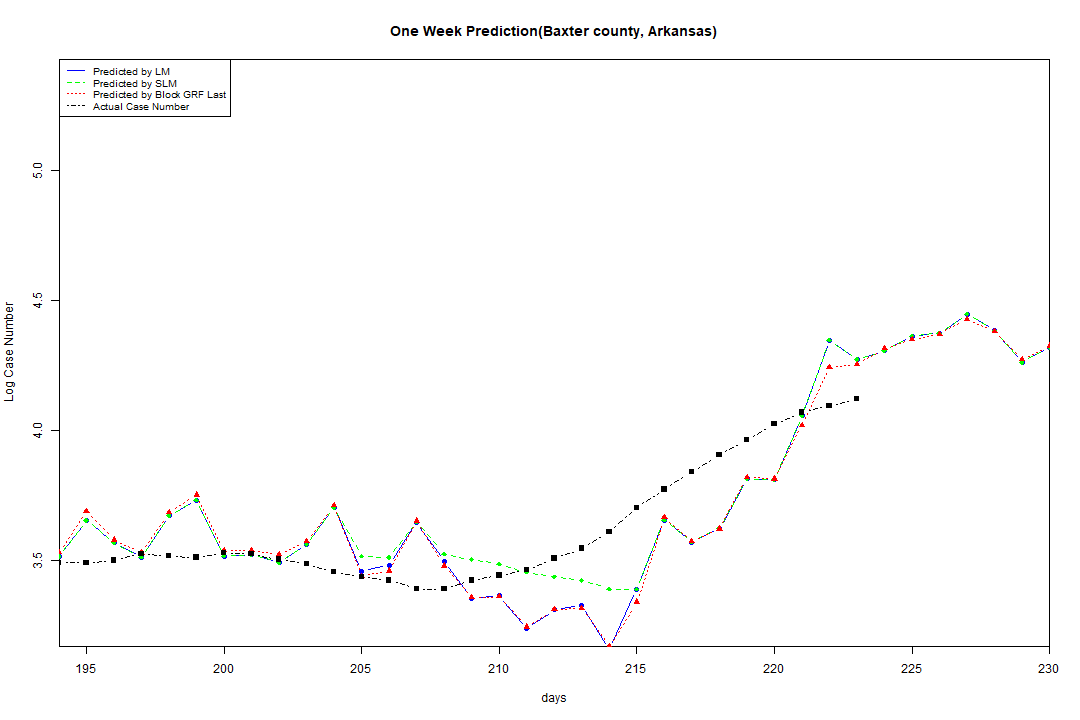 One Week Prediction(Baxter county, Arkansas)
Predicted by LM
Predicted by SLM
Predicted by Block GRF Last
Actual Case Number
5.0
4.5
4.0
3.5
Log Case Number
195 200 205 210 215 220 225 230
days